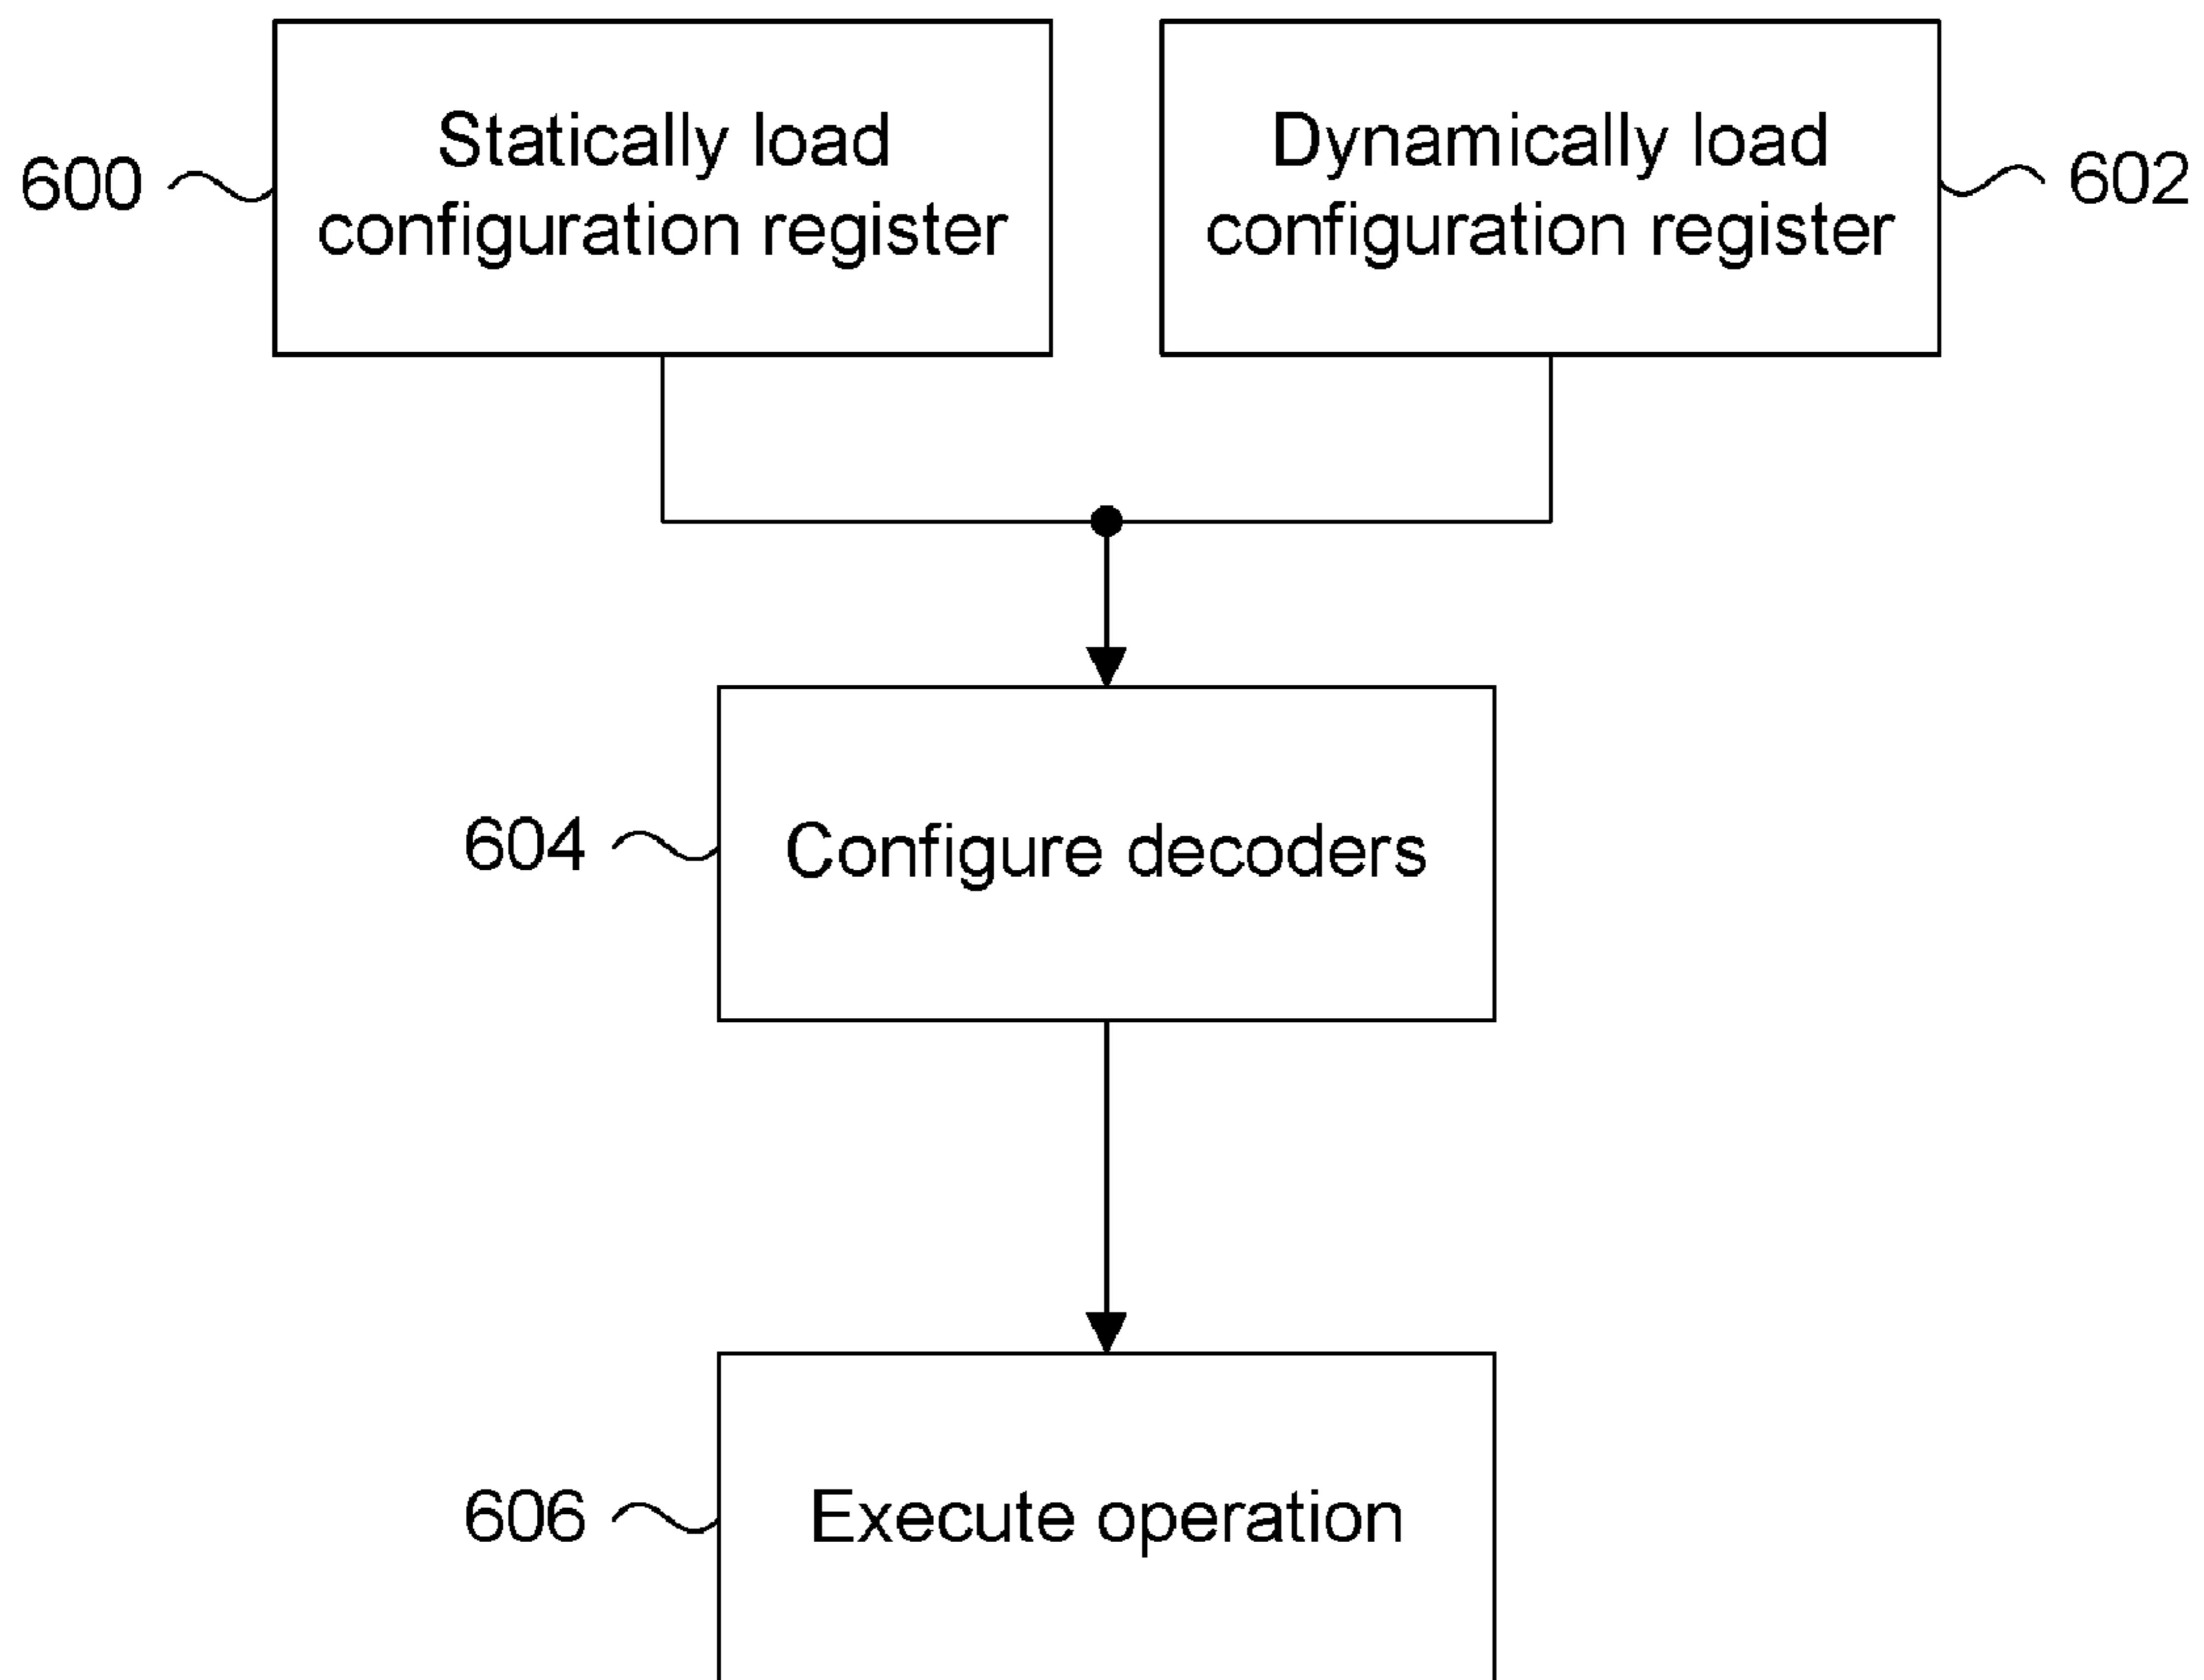 Statically load
configuration register
600
Dynamically load
configuration register
602
604
Configure decoders
606
Execute operation